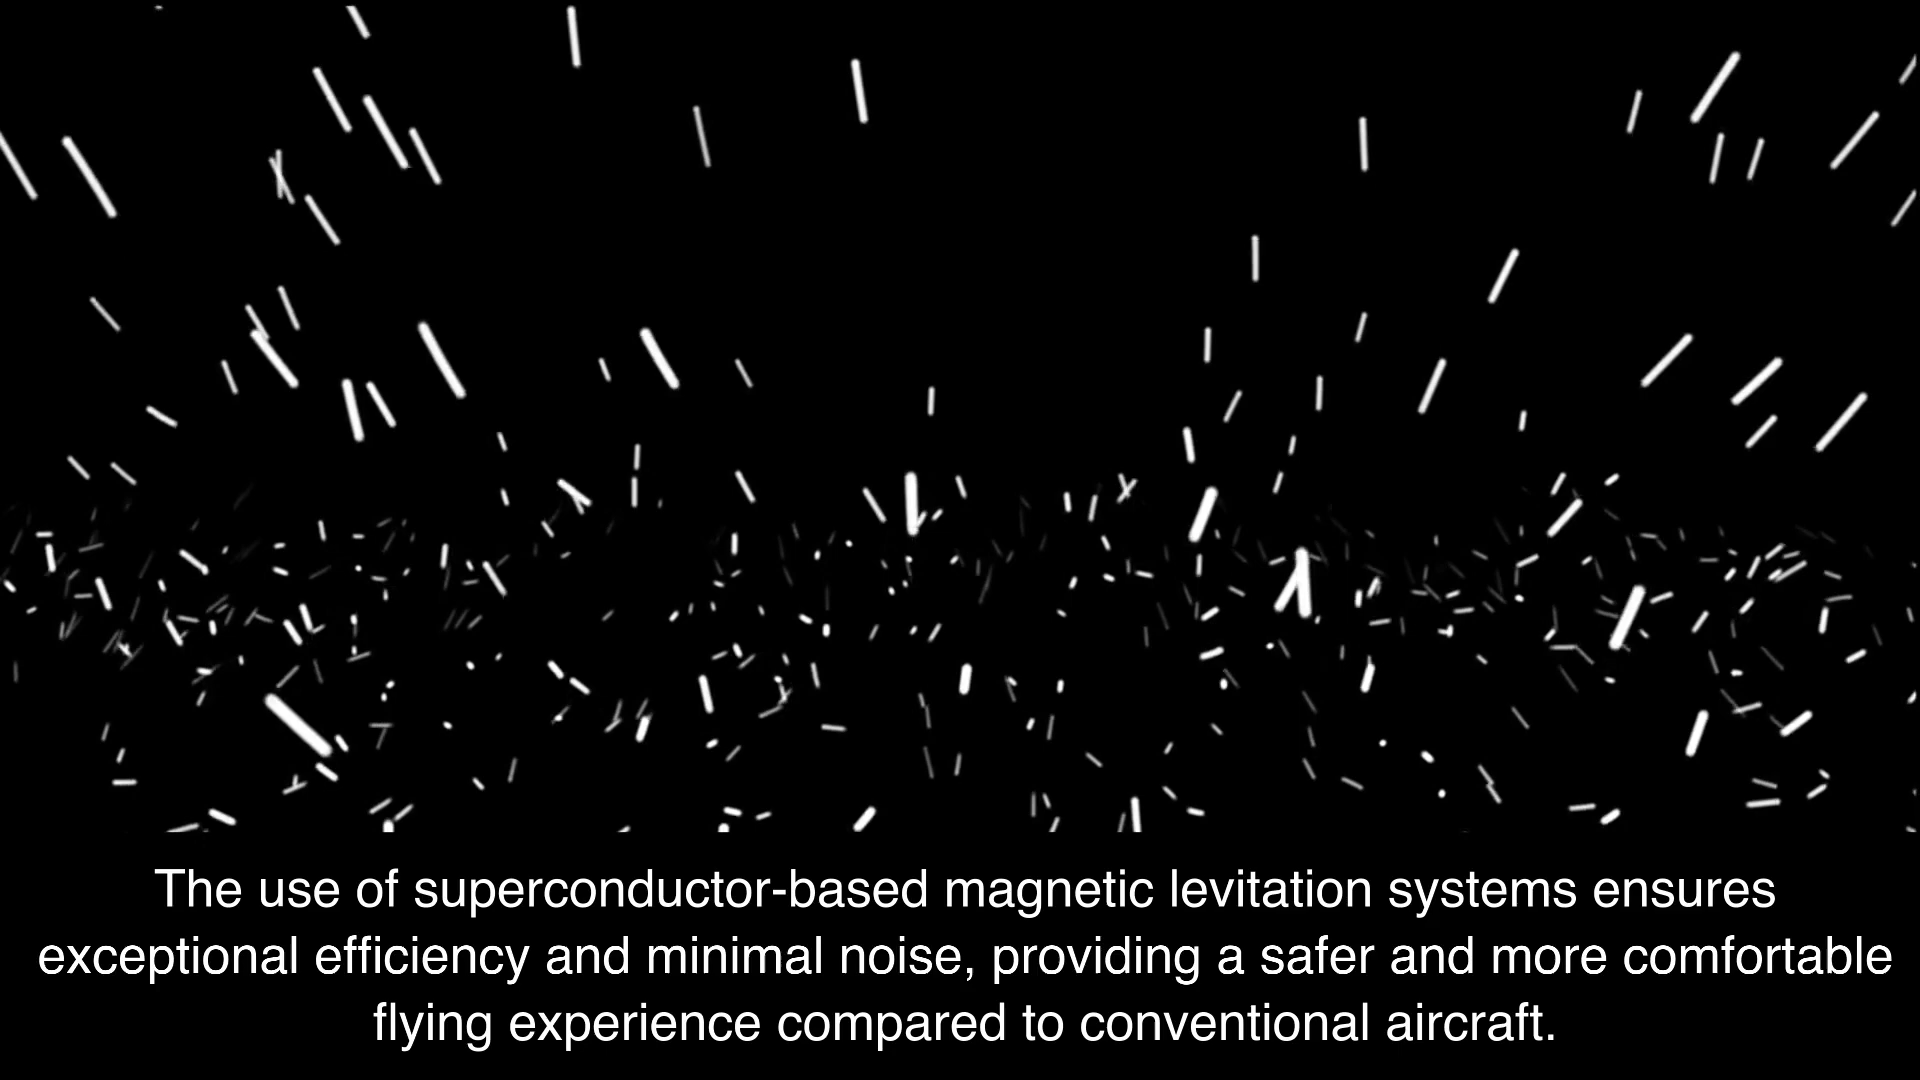 The use of superconductor-based magnetic levitation systems ensures
exceptional efficiency and minimal noise, providing a safer and more comfortable
flying experience compared to conventional aircraft.